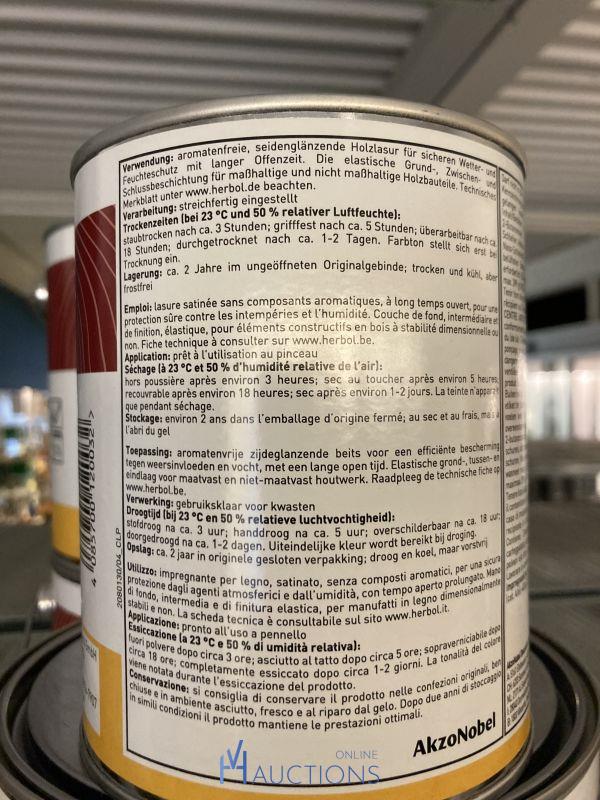 Verwendung: aromatenfreie, seidenglänzende Holzlasur für sicheren Wetter- und
Feuchteschutz mit langer Offenzeit. Die elastische Grund-, Zwischen- und
Schlussbeschichtung für maßhaltige und nicht maßhaltige Holzbauteile. Technisches
Merkblatt unter www.herbol.de beachten.
Verarbeitung: streichfertig eingestellt
Trockenzeiten (bei 23 °C und 50 % relativer Luftfeuchte):
staubtrocken nach ca. 3 Stunden; grifffest nach ca. 5 Stunden; überarbeitbar nach ca.
18 Stunden; durchgetrocknet nach ca. 1-2 Tagen. Farbton stellt sich erst bei
Trocknung ein.
Lagerung: ca. 2 Jahre im ungeöffneten Originalgebinde; trocken und kühl, aber
frostfrei
Emploi: lasure satinée sans composants aromatiques, à long temps ouvert, pour une
protection sûre contre les intempéries et l'humidité. Couche de fond, intermédiaire et
de finition, élastique, pour éléments constructifs en bois à stabilité dimensionnelle ou
non. Fiche technique à consulter sur www.herbol.be.
Application: prêt à l'utilisation au pinceau
Séchage (à 23 °C et 50 % d'humidité relative de l'air):
hors poussière après environ 3 heures; sec au toucher après environ 5 heures,
recouvrable après environ 18 heures; sec après environ 1-2 jours. La teinte n'apparaît
que pendant séchage.
Stockage: environ 2 ans dans l'emballage d'origine fermé; au sec et au frais, mais à
l'abri du gel
Toepassing: aromatenvrije zijdeglanzende beits voor een efficiënte bescherming
tegen weersinvloeden en vocht, met een lange open tijd. Elastische grond-, tussen- en
eindlaag voor maatvast en niet-maatvast houtwerk. Raadpleeg de technische fiche op
www.herbol.be.
Verwerking: gebruiksklaar voor kwasten
Droogtijd (bij 23 °C en 50 % relatieve luchtvochtigheid):
stofdroog na ca. 3 uur; handdroog na ca. 5 uur; overschilderbaar na ca. 18 uur;
doorgedroogd na ca. 1-2 dagen. Uiteindelijke kleur wordt bereikt bij droging.
Opslag: ca. 2 jaar in originele gesloten verpakking; droog en koel, maar vorstvrij
Utilizzo: impregnante per legno, satinato, senza composti aromatici, per una sicura
protezione dagli agenti atmosferici e dall'umidità, con tempo aperto prolungato. Mano
di fondo, intermedia e di finitura elastica, per manufatti in legno dimensionalmente
stabili e non. La scheda tecnica è consultabile sul sito www.herbol.it.
Applicazione: pronto all'uso a pennello
Essiccazione (a 23 °C e 50 % di umidità relativa):
fuori polvere dopo circa 3 ore; asciutto al tatto dopo circa 5 ore; sopraverniciabile dopo
circa 18 ore; completamente essiccato dopo circa 1-2 giorni. La tonalità del colore
viene notata durante l'essiccazione del prodotto.
Conservazione: si consiglia di conservare il prodotto nelle confezioni originali, ben
chiuse e in ambiente asciutto, fresco e al riparo dal gelo. Dopo due anni di stoccaggio
in simili condizioni il prodotto mantiene le prestazioni ottimali.
AkzoNobel
2080130/04_CLP
ONLINE
AUCTIONS